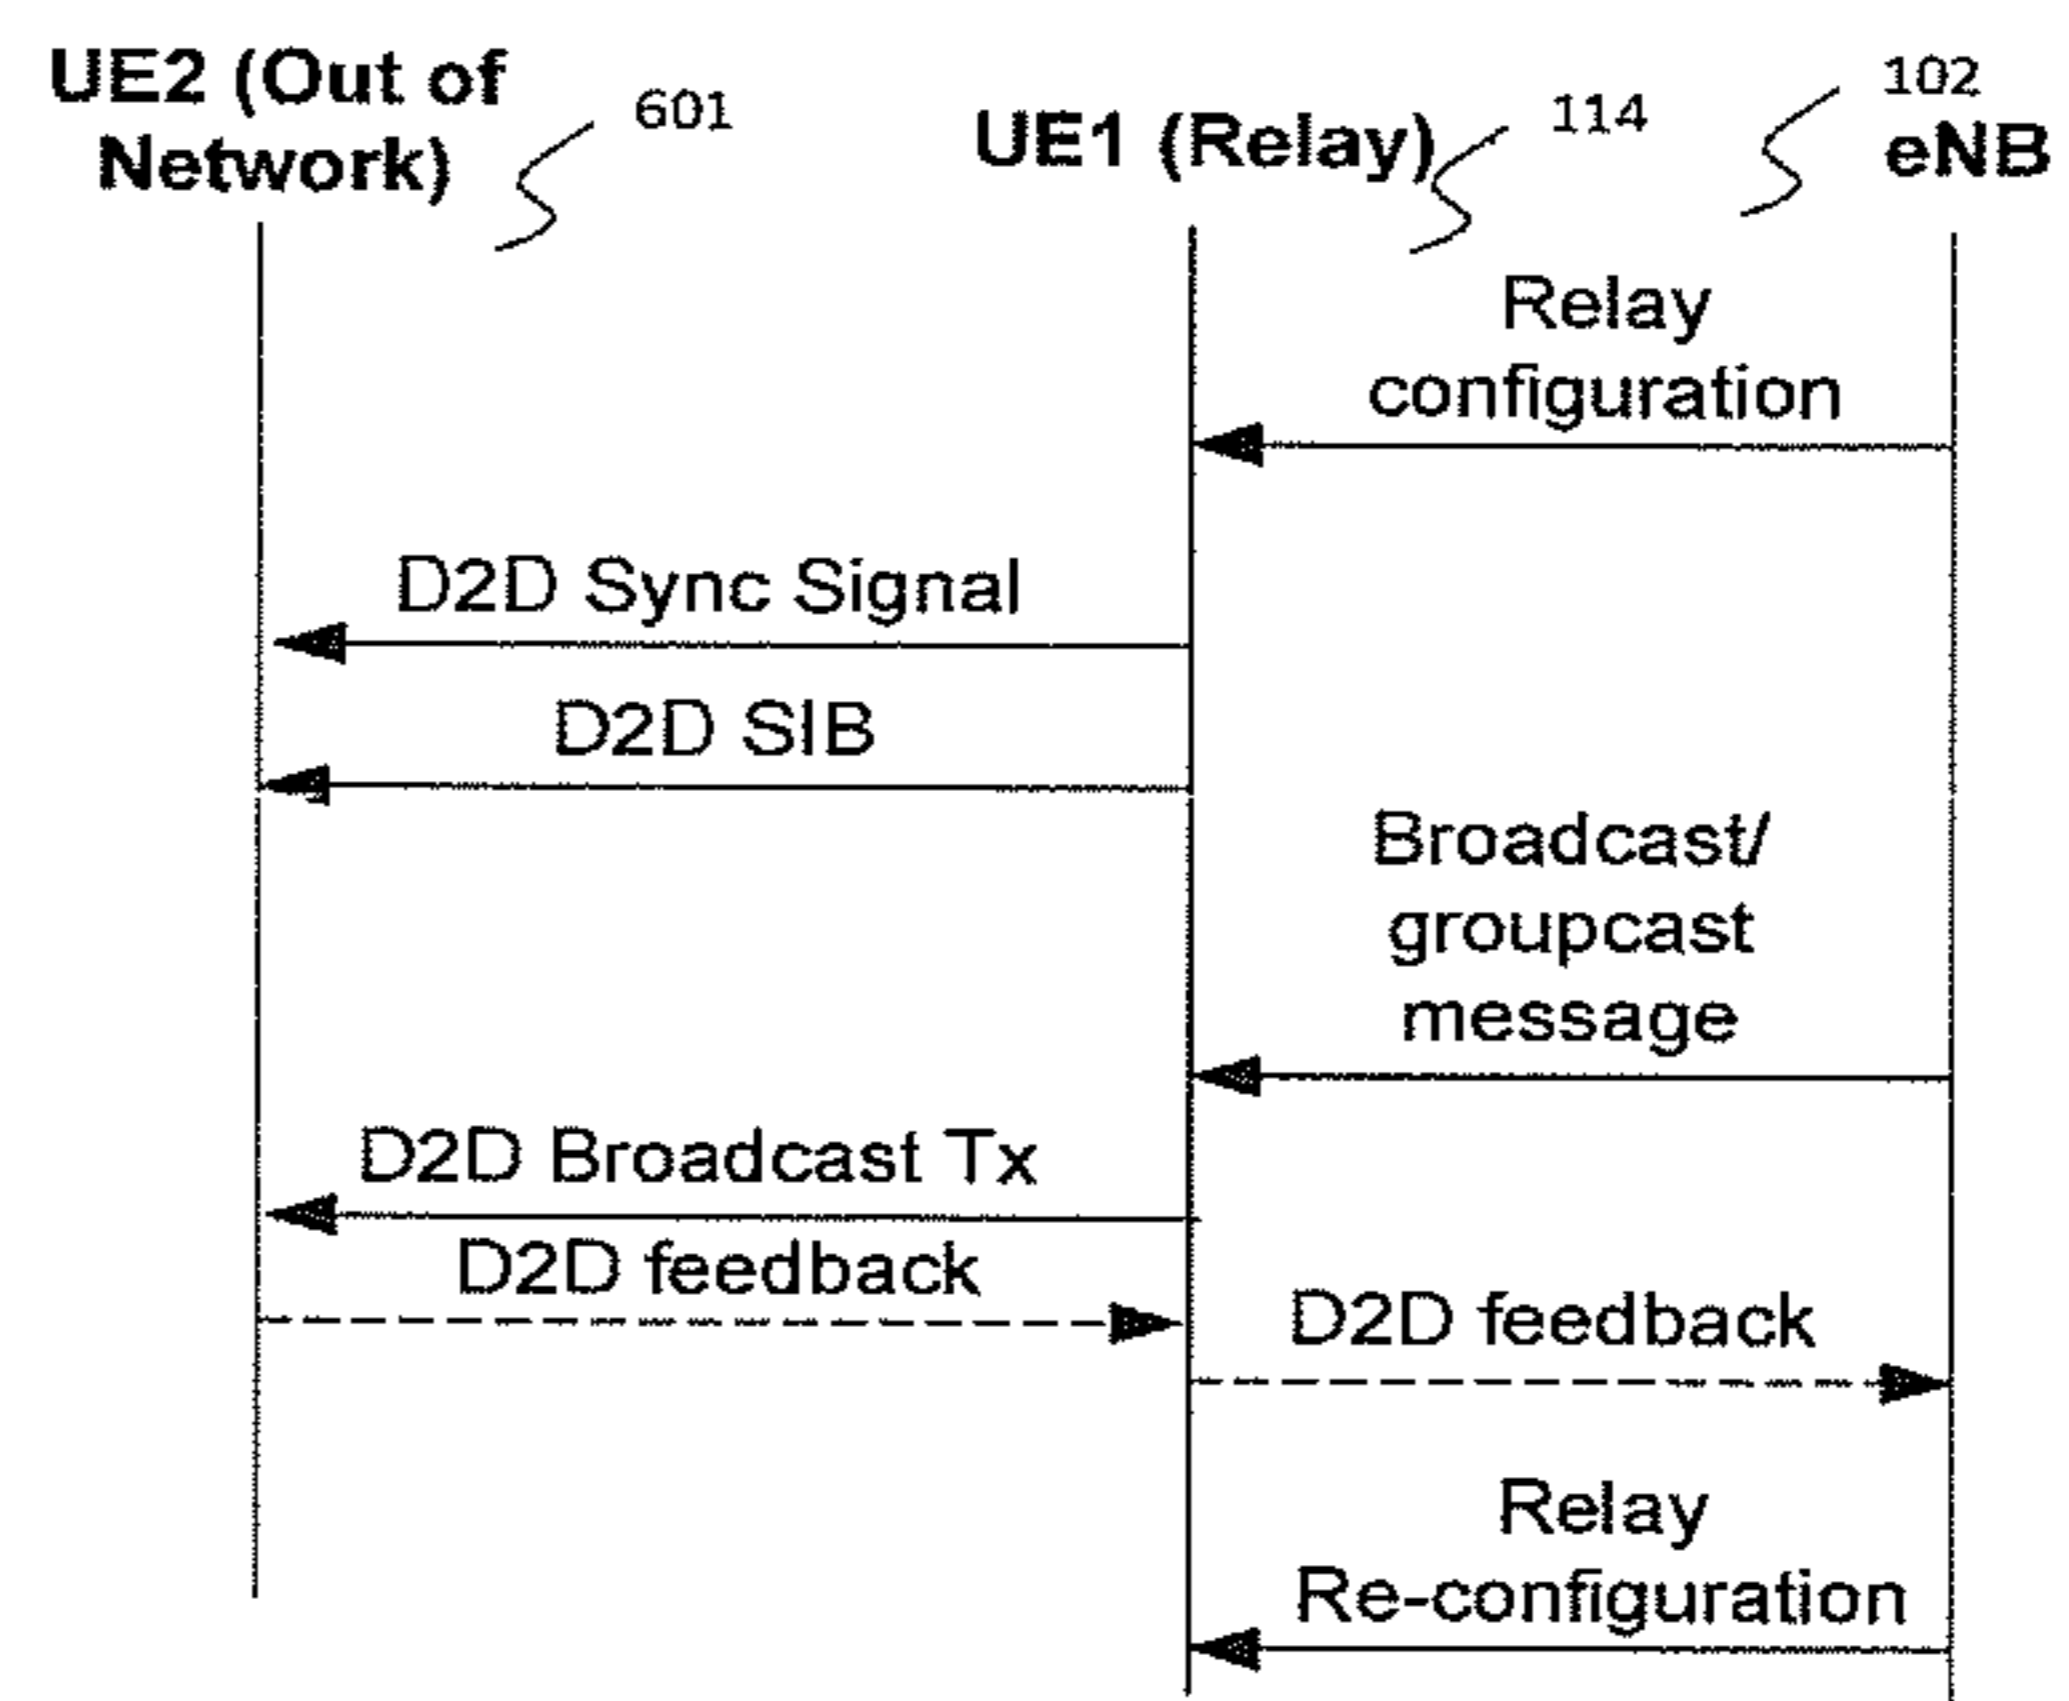 UE2 (Out of
Network)
601
UE1 (Relay)
114
102
eNB
Relay
configuration
D2D Sync Signal
D2D SIB
Broadcast/
groupcast
message
D2D Broadcast Tx
D2D feedback
D2D feedback
Relay
Re-configuration